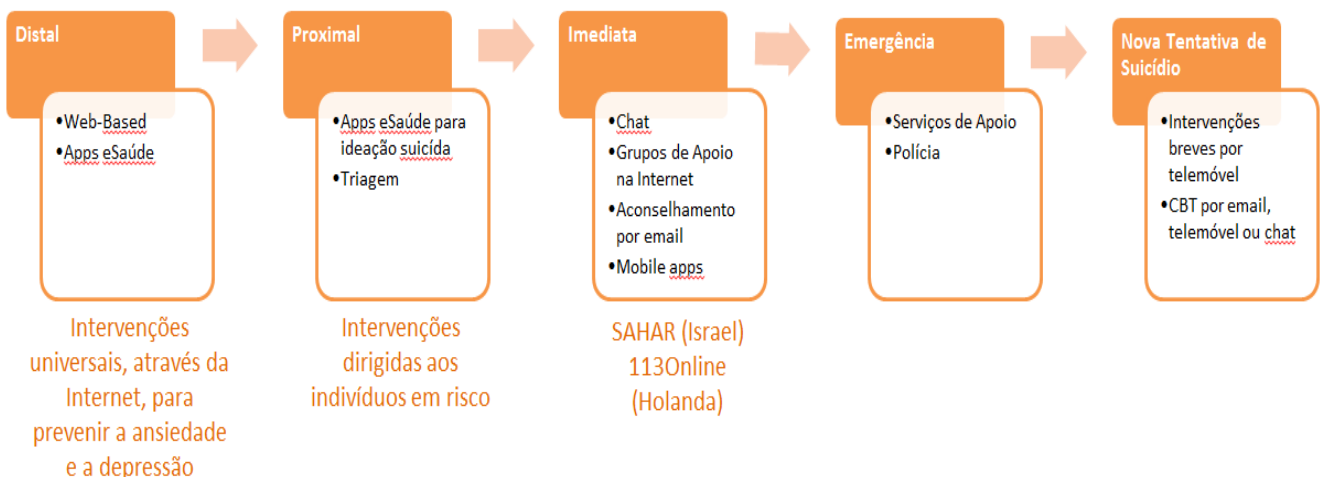 Distal
•Web-Based
•Apps eSaúde
Intervenções
universais, através da
Internet, para
prevenir a ansiedade
e a depressão
Proximal
•Apps eSaúde para
ideação suicída
•Triagem
Intervenções
dirigidas aos
indivíduos em risco
Imediata
•Chat
•Grupos de Apoio
na Internet
•Aconselhamento
por email
•Mobile apps
SAHAR (Israel)
113Online
(Holanda)
Emergência
•Serviços de Apoio
•Polícia
Nova Tentativa de
Suicídio
•Intervenções
breves por
telemóvel
•CBT por email,
telemóvel ou chat